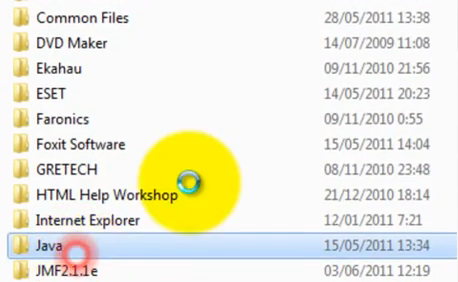 Common Files 28/05/2011 13:38
DVD Maker 14/07/2009 11:08
Ekahau 09/11/2010 21:56
ESET 14/05/2011 20:23
Faronics 09/11/2010 0:55
Foxit Software 15/05/2011 14:04
GRETECH 08/11/2010 23:48
HTML Help Workshop 21/12/2010 18:14
Internet Explorer 12/01/2011 7:21
Java 15/05/2011 13:34
JMF2.1.1e 03/06/2011 12:19